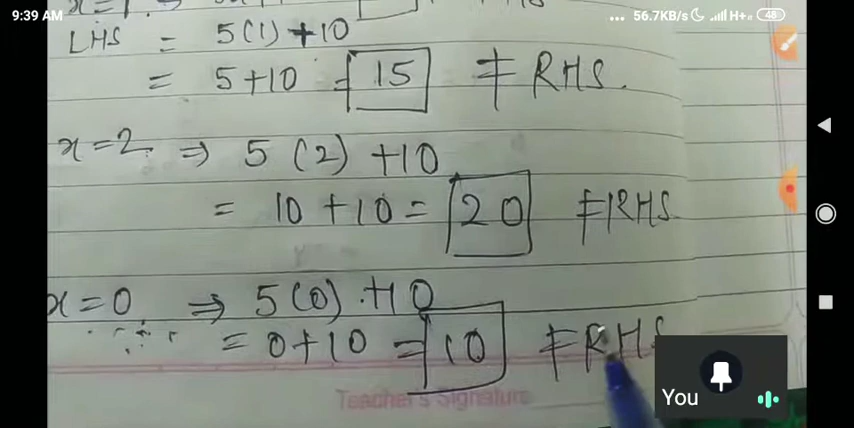 9:39 AM ... 56.7KB/s H+ 48
LHS = 5(1)+10
= 5+10 = 15 ≠ RHS.
x=2 ⇒ 5(2)+10
= 10+10= 20 ≠RHS
x=0 ⇒ 5(0)+10
= 0+10 = 10 ≠RHS
Teacher's Signature
You